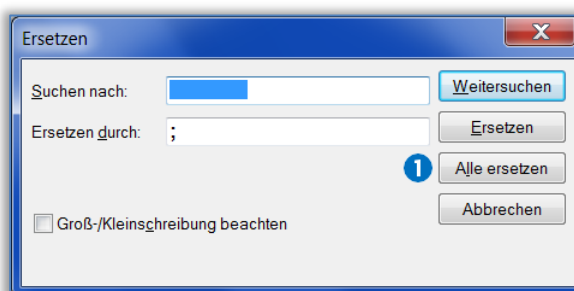 Ersetzen
X
Suchen nach:
Weitersuchen
Ersetzen durch:
;
Ersetzen
1
Alle ersetzen
Abbrechen
Groß-/Kleinschreibung beachten